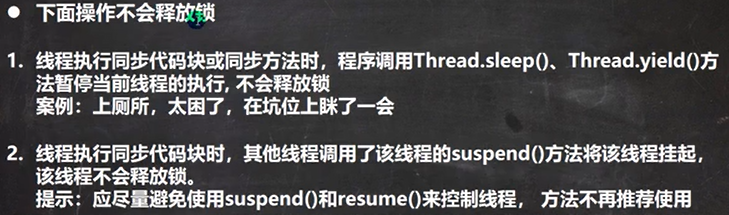 ● 下面操作不会释放锁
1. 线程执行同步代码块或同步方法时，程序调用Thread.sleep()、Thread.yield()方
法暂停当前线程的执行, 不会释放锁
案例：上厕所，太困了，在坑位上眯了一会
2. 线程执行同步代码块时，其他线程调用了该线程的suspend()方法将该线程挂起，
该线程不会释放锁。
提示：应尽量避免使用suspend()和resume()来控制线程， 方法不再推荐使用